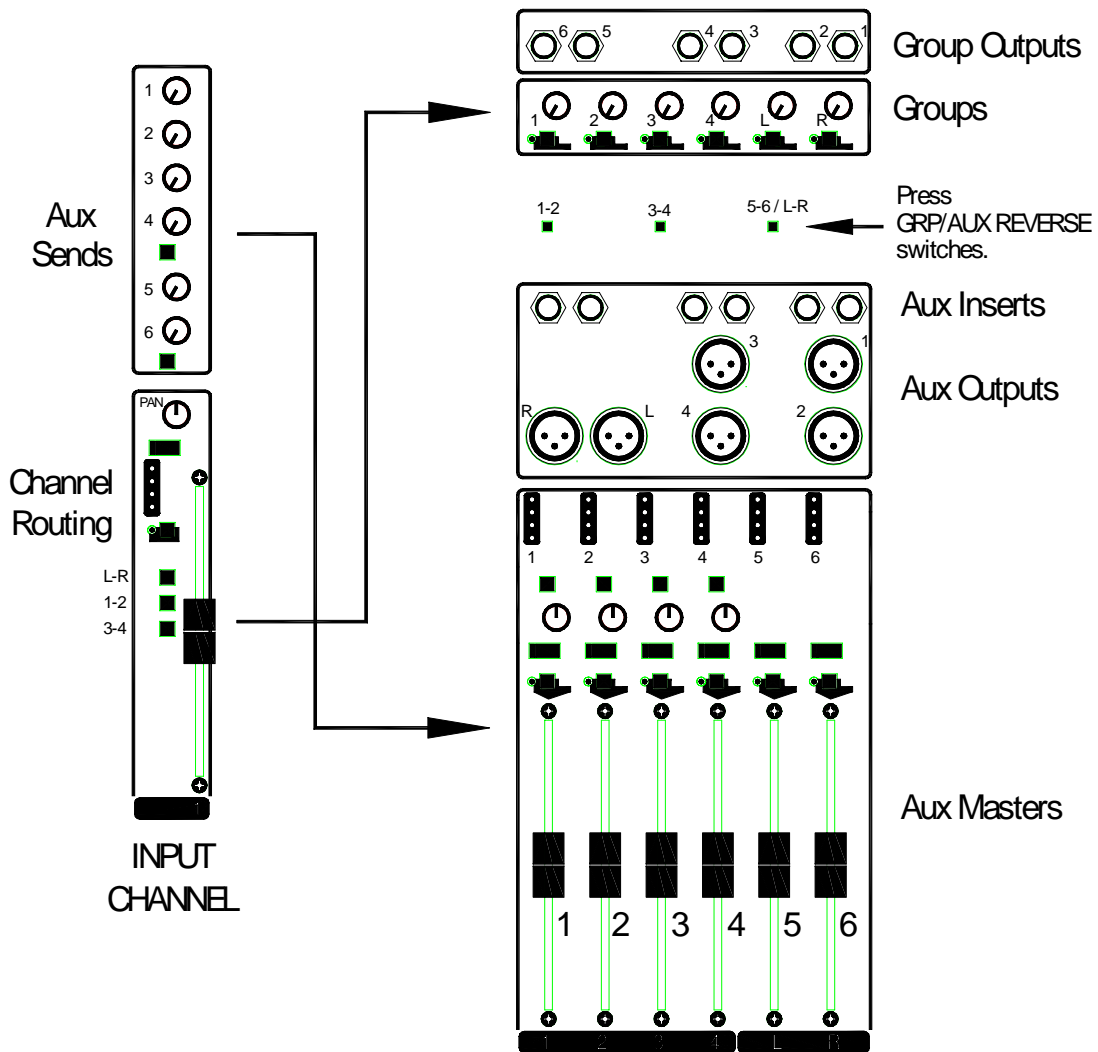 6 5 4 3 2 1
Group Outputs
Groups
1 2 3 4 L R
1
2
3
4
5
6
Aux
Sends
1-2 3-4 5-6 / L-R
Press
GRP/AUX REVERSE
switches.
Aux Inserts
3 1
Aux Outputs
R L 4 2
PAN
Channel
Routing
L-R
1-2
3-4
1
INPUT
CHANNEL
1 2 3 4 5 6
Aux Masters
1 2 3 4 5 6
1 2 3 4 L R